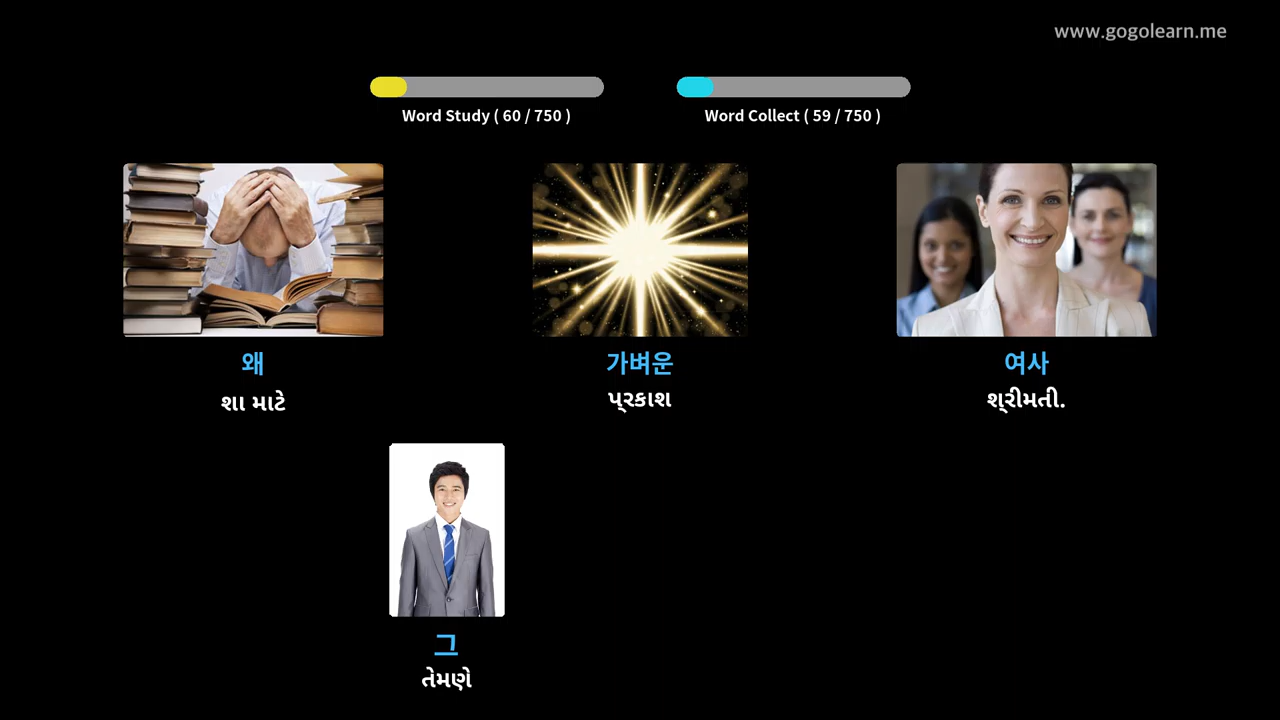 www.gogolearn.me
Word Study ( 60 / 750 )
Word Collect ( 59 / 750 )
왜
શા માટે
가벼운
પ્રકાશ
여사
શ્રીમતી.
그
તેમણે